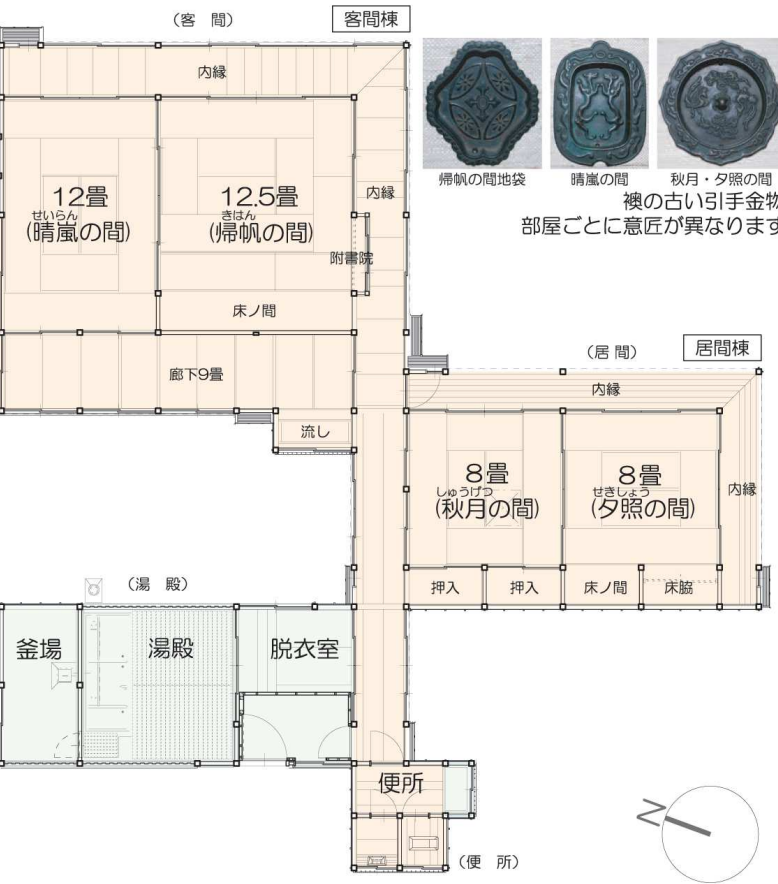 (客 間)
客間棟
内縁
12畳
せいらん
(晴嵐の間)
12.5畳
きはん
(帰帆の間)
内縁
附書院
床ノ間
廊下9畳
流し
帰帆の間地袋
晴嵐の間
秋月・夕照の間
襖の古い引手金物
部屋ごとに意匠が異なります
(居 間)
居間棟
内縁
8畳
しゅうげつ
(秋月の間)
8畳
せきしょう
(夕照の間)
内縁
押入
押入
床ノ間
床脇
(湯 殿)
釜場
湯殿
脱衣室
便所
(便 所)
N